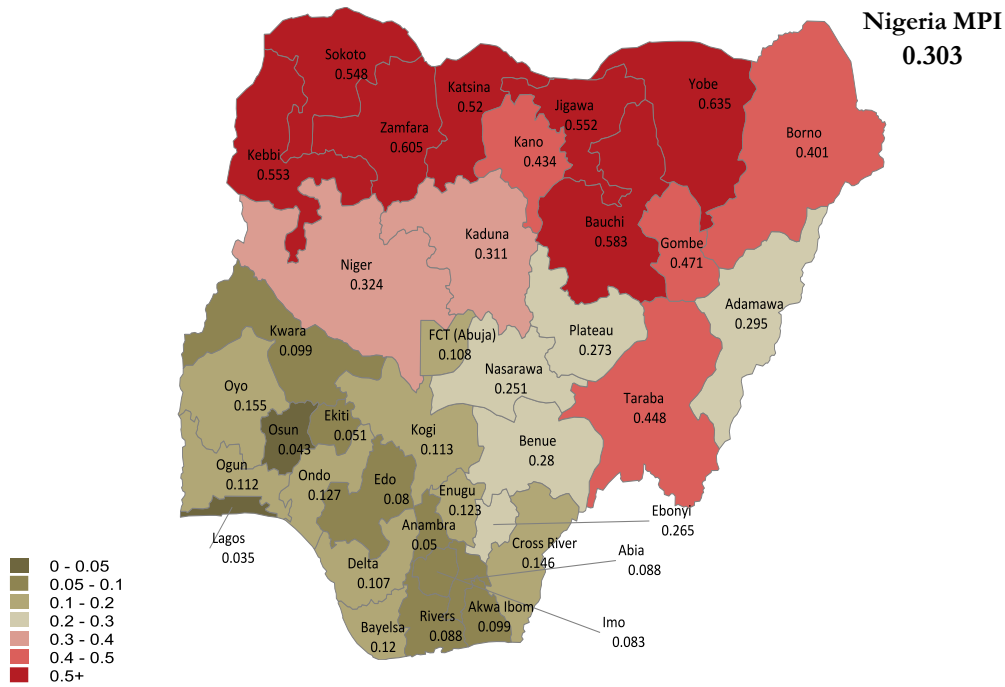 Nigeria MPI
0.303
Sokoto
0.548
Katsina
0.52
Jigawa
0.552
Yobe
0.635
Zamfara
0.605
Kano
0.434
Borno
0.401
Kebbi
0.553
Bauchi
0.583
Gombe
0.471
Kaduna
0.311
Niger
0.324
Adamawa
0.295
Plateau
0.273
Kwara
0.099
FCT (Abuja)
0.108
Nasarawa
0.251
Oyo
0.155
Taraba
0.448
Osun
0.043
Ekiti
0.051
Kogi
0.113
Benue
0.28
Ogun
0.112
Ondo
0.127
Edo
0.08
Enugu
0.123
Ebonyi
0.265
Anambra
0.05
Lagos
0.035
Cross River
0.146
Abia
0.088
Delta
0.107
Akwa Ibom
0.099
Rivers
0.088
Bayelsa
0.12
Imo
0.083
0 - 0.05
0.05 - 0.1
0.1 - 0.2
0.2 - 0.3
0.3 - 0.4
0.4 - 0.5
0.5+